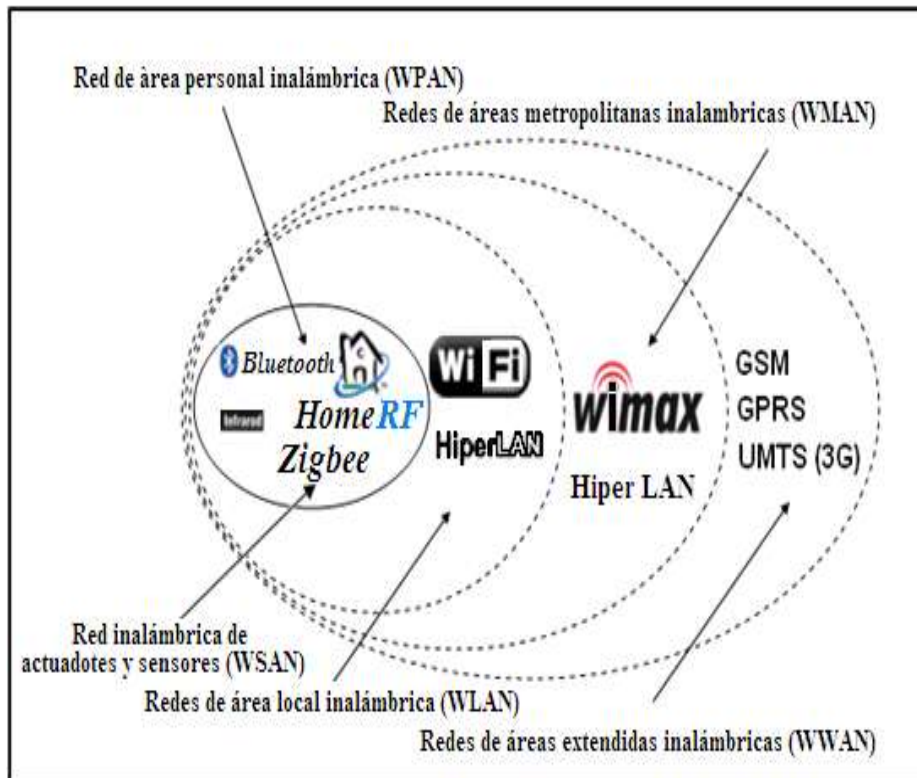 Red de àrea personal inalámbrica (WPAN)
Redes de áreas metropolitanas inalambricas (WMAN)
Bluetooth
Infrarod
HomeRF
Zigbee
WiFi
HiperLAN
wimax
Hiper LAN
GSM
GPRS
UMTS (3G)
Red inalámbrica de
actuadotes y sensores (WSAN)
Redes de área local inalámbrica (WLAN)
Redes de áreas extendidas inalámbricas (WWAN)